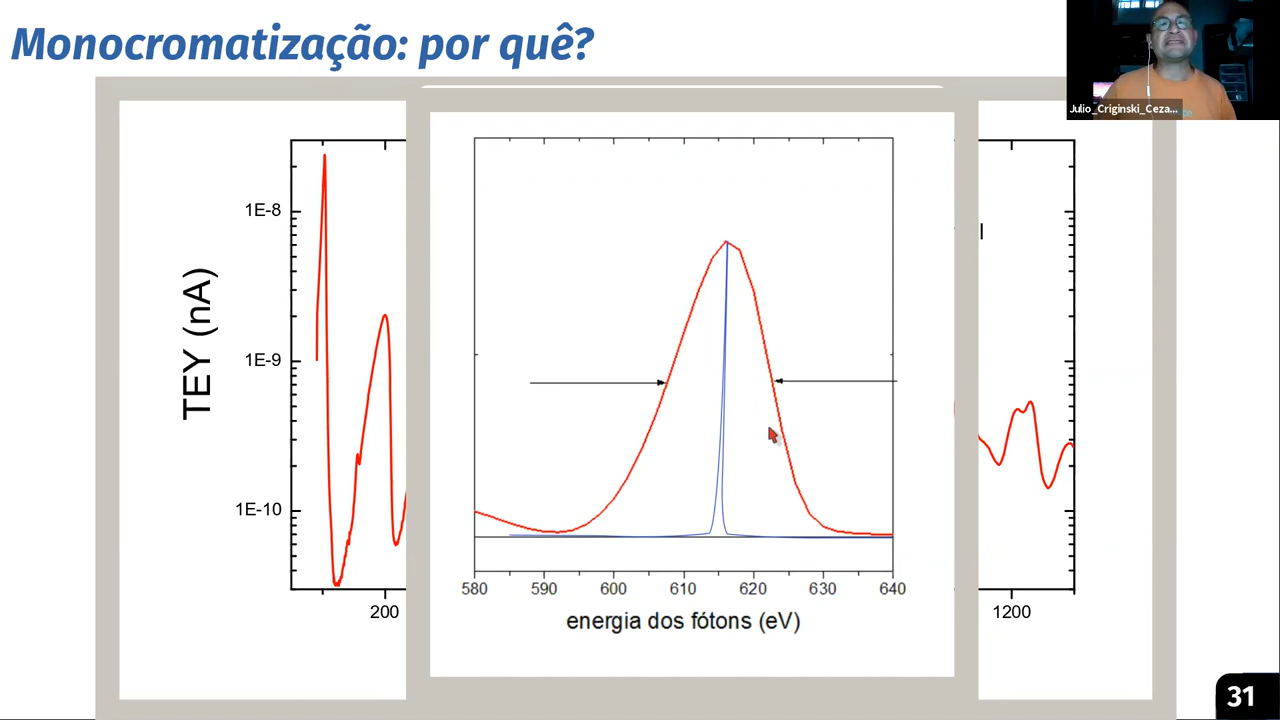 Monocromatização: por quê?
Julio_Criginski_Ceza...
1E-8
1E-9
1E-10
TEY (nA)
200
580 590 600 610 620 630 640
energia dos fótons (eV)
1200
31